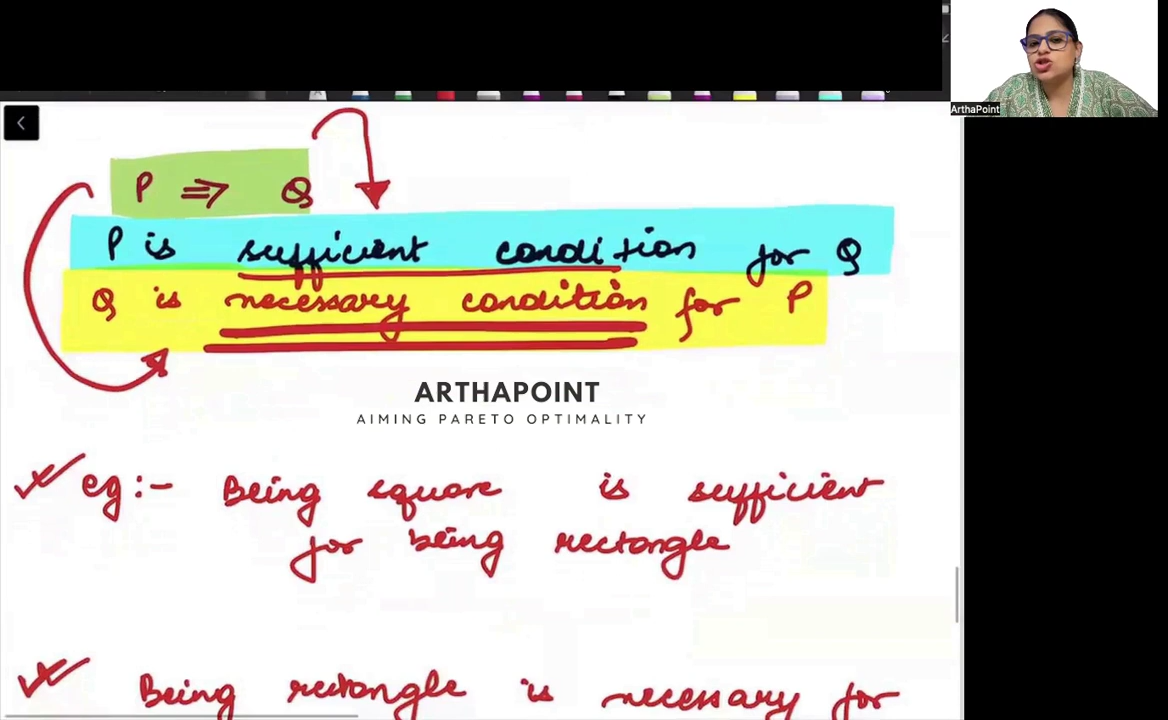 ArthaPoint
P ⇒ Q
P is sufficient condition for Q
Q is necessary condition for P
ARTHAPOINT
AIMING PARETO OPTIMALITY
eg:- Being square is sufficient
for being rectangle
Being rectangle is necessary for